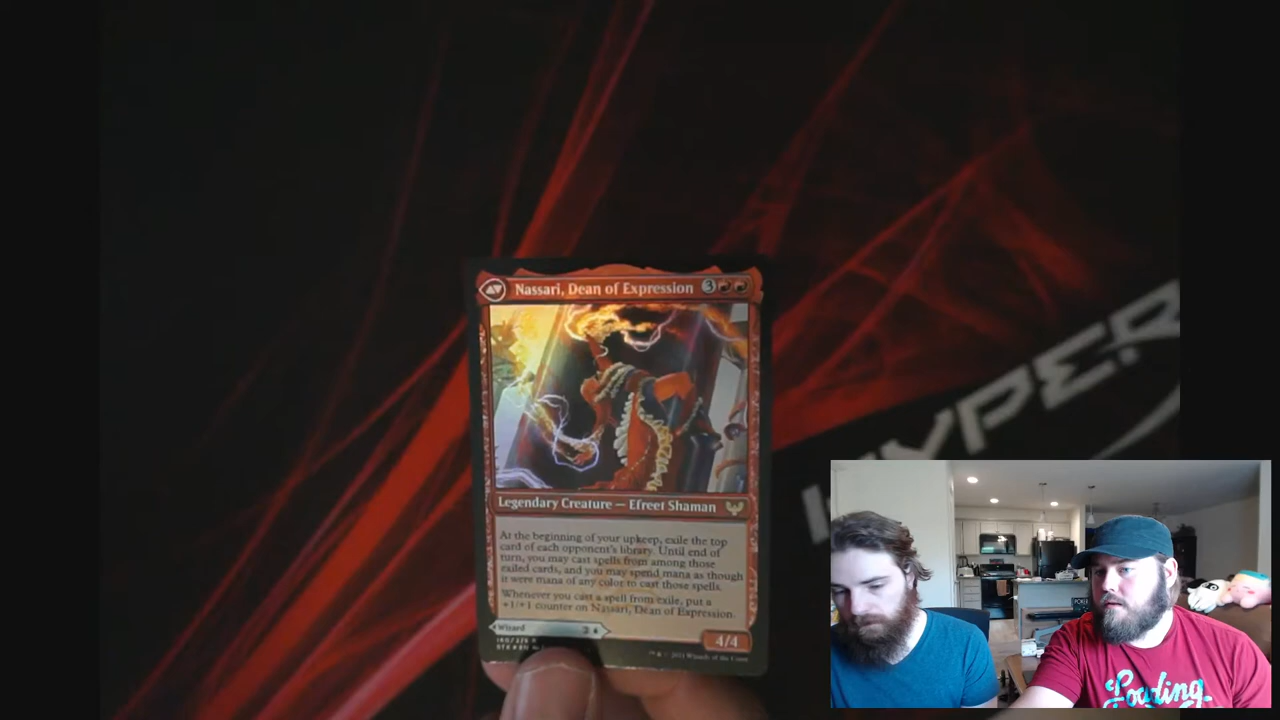 Nassari, Dean of Expression 3
Legendary Creature — Efreet Shaman
At the beginning of your upkeep, exile the top
card of each opponent's library. Until end of
turn, you may cast spells from among those
exiled cards, and you may spend mana as though
it were mana of any color to cast those spells.
Whenever you cast a spell from exile, put a
+1/+1 counter on Nassari, Dean of Expression.
Wizard 2
4/4
HYPER
Loading